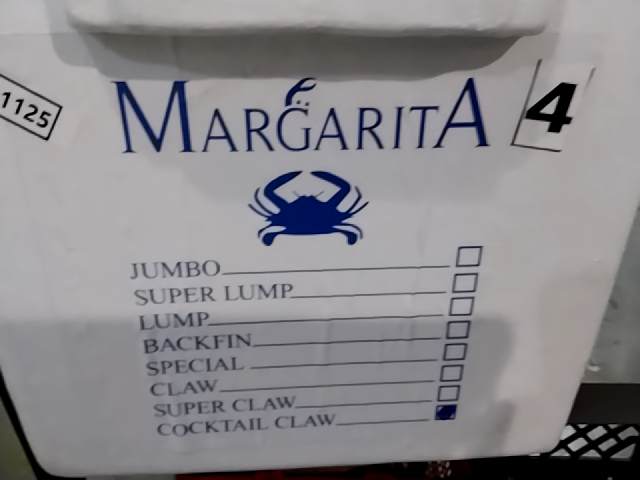 1125
MARGARITA
4
JUMBO
SUPER LUMP
LUMP
BACKFIN
SPECIAL
CLAW
SUPER CLAW
COCKTAIL CLAW